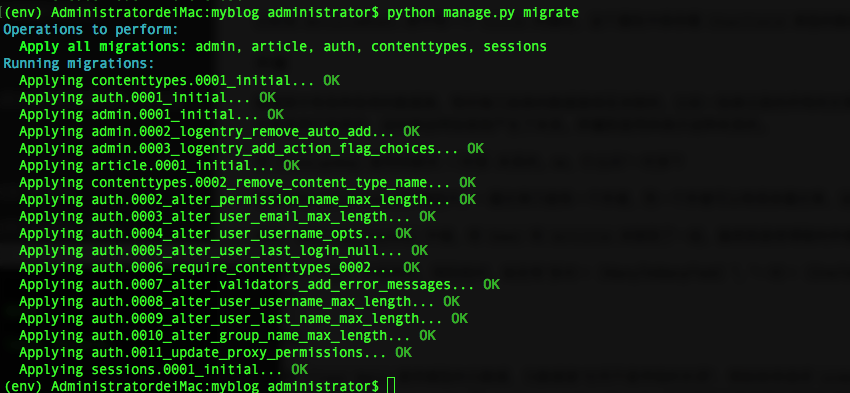 (env) AdministratordeiMac:myblog administrator$ python manage.py migrate
Operations to perform:
  Apply all migrations: admin, article, auth, contenttypes, sessions
Running migrations:
  Applying contenttypes.0001_initial... OK
  Applying auth.0001_initial... OK
  Applying admin.0001_initial... OK
  Applying admin.0002_logentry_remove_auto_add... OK
  Applying admin.0003_logentry_add_action_flag_choices... OK
  Applying article.0001_initial... OK
  Applying contenttypes.0002_remove_content_type_name... OK
  Applying auth.0002_alter_permission_name_max_length... OK
  Applying auth.0003_alter_user_email_max_length... OK
  Applying auth.0004_alter_user_username_opts... OK
  Applying auth.0005_alter_user_last_login_null... OK
  Applying auth.0006_require_contenttypes_0002... OK
  Applying auth.0007_alter_validators_add_error_messages... OK
  Applying auth.0008_alter_user_username_max_length... OK
  Applying auth.0009_alter_user_last_name_max_length... OK
  Applying auth.0010_alter_group_name_max_length... OK
  Applying auth.0011_update_proxy_permissions... OK
  Applying sessions.0001_initial... OK
(env) AdministratordeiMac:myblog administrator$